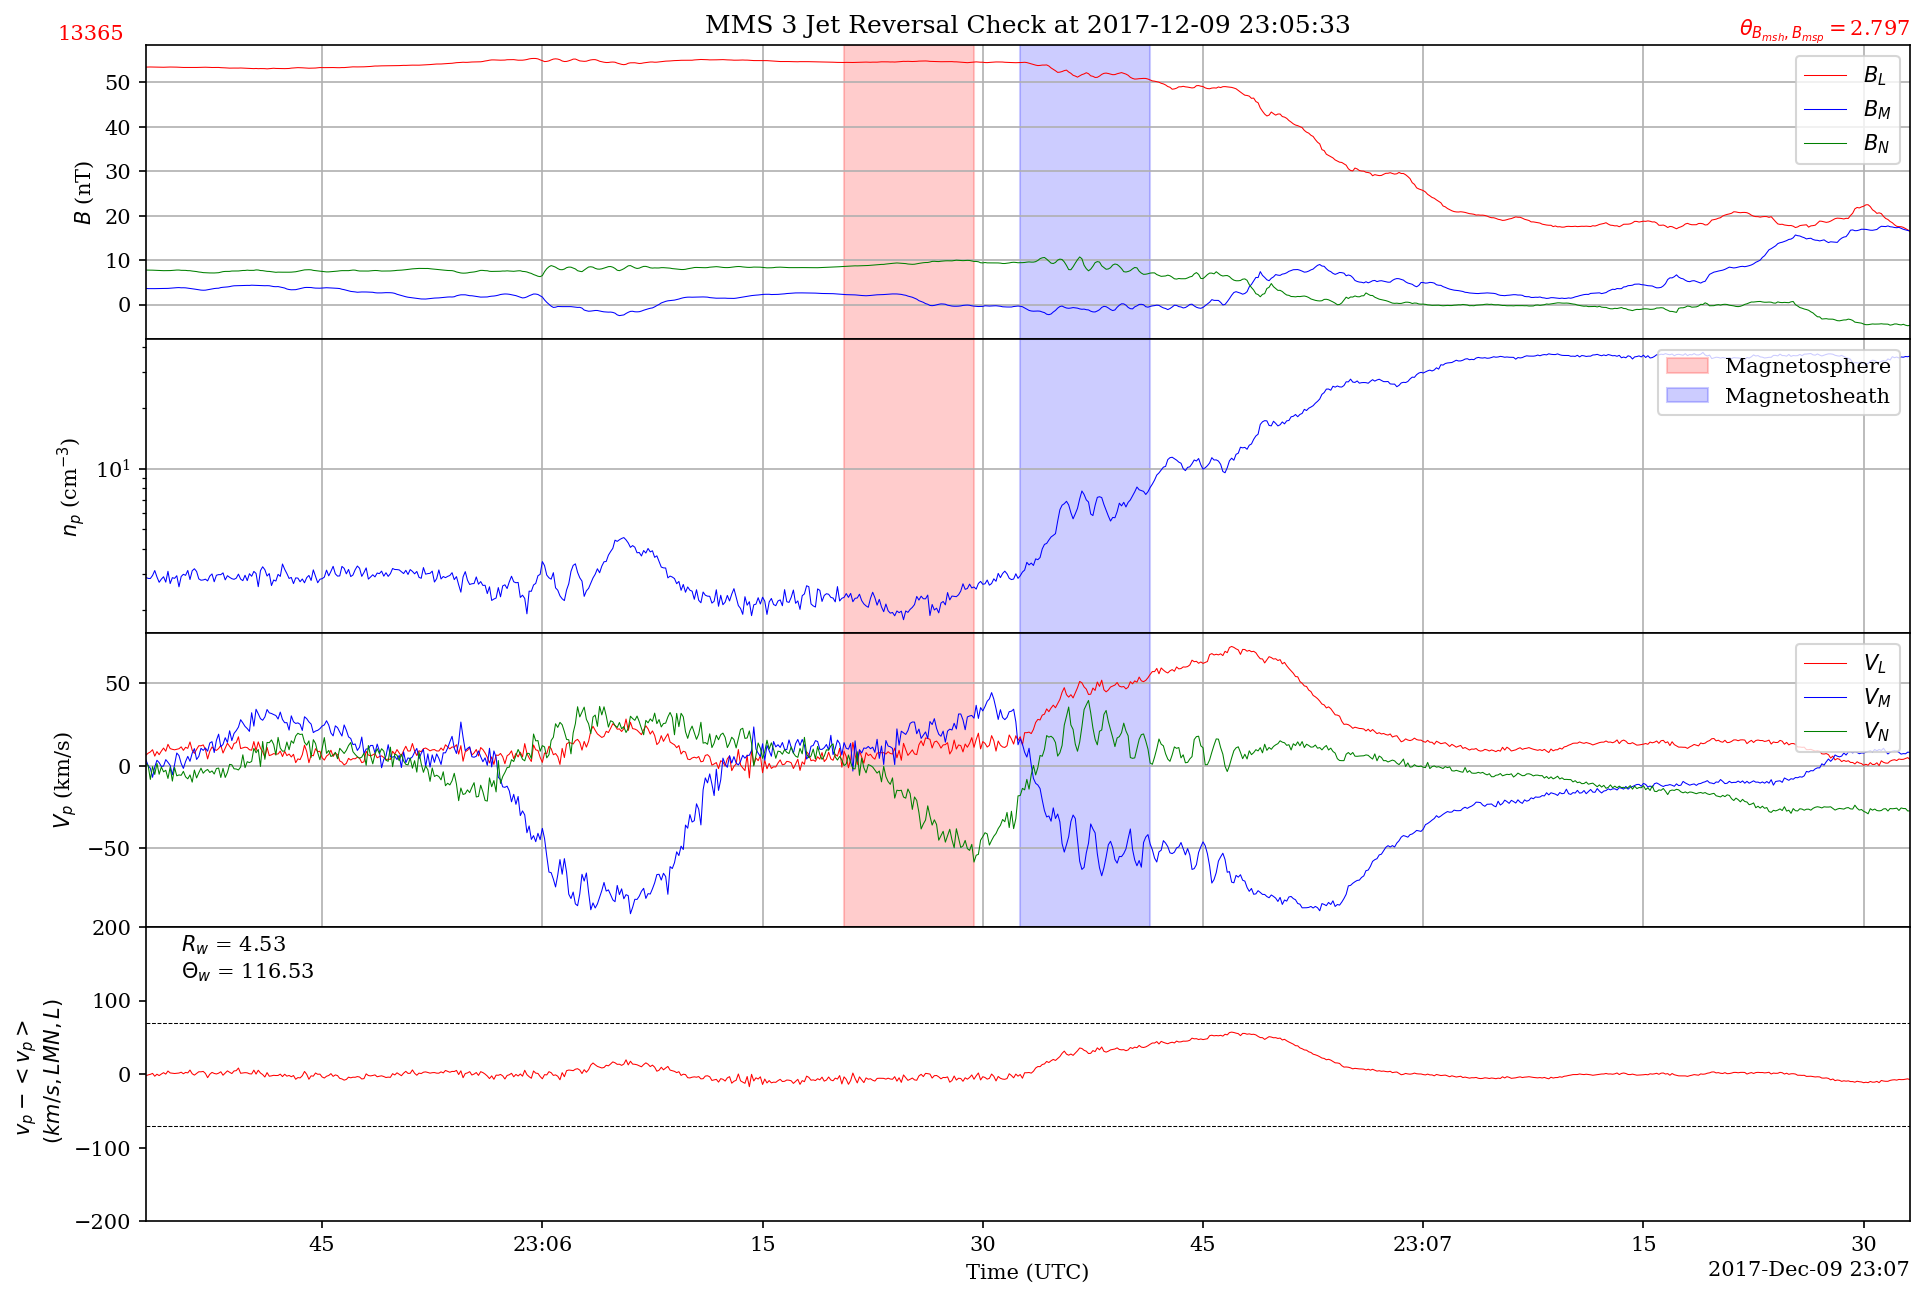 13365
MMS 3 Jet Reversal Check at 2017-12-09 23:05:33
θ_{B_{msh}, B_{msp}} = 2.797
B (nT)
50
40
30
20
10
0
B_L
B_M
B_N
n_p (cm^{−3})
10^1
Magnetosphere
Magnetosheath
V_p (km/s)
50
0
−50
V_L
V_M
V_N
v_p − < v_p >
(km/s, LMN, L)
200
100
0
−100
−200
R_w = 4.53
Θ_w = 116.53
45
23:06
15
30
45
23:07
15
30
Time (UTC)
2017-Dec-09 23:07